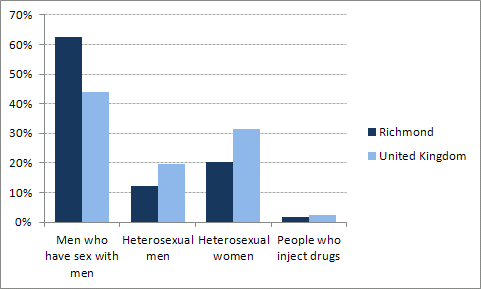 70%
60%
50%
40%
30%
20%
10%
0%
Men who
have sex with
men
Heterosexual
men
Heterosexual
women
People who
inject drugs
Richmond
United Kingdom